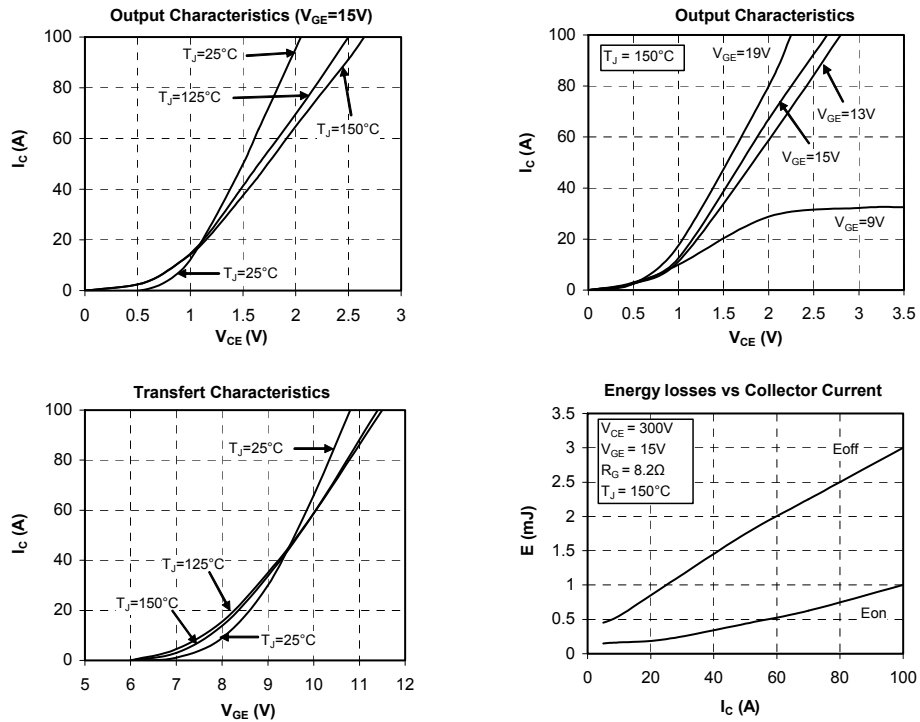 Output Characteristics (VGE=15V)
100
80
60
40
20
0
IC (A)
TJ=25°C
TJ=125°C
TJ=150°C
TJ=25°C
0 0.5 1 1.5 2 2.5 3
VCE (V)
Output Characteristics
100
80
60
40
20
0
IC (A)
TJ = 150°C
VGE=19V
VGE=13V
VGE=15V
VGE=9V
0 0.5 1 1.5 2 2.5 3 3.5
VCE (V)
Transfert Characteristics
100
80
60
40
20
0
IC (A)
TJ=25°C
TJ=125°C
TJ=150°C
TJ=25°C
5 6 7 8 9 10 11 12
VGE (V)
Energy losses vs Collector Current
3.5
3
2.5
2
1.5
1
0.5
0
E (mJ)
VCE = 300V
VGE = 15V
RG = 8.2Ω
TJ = 150°C
Eoff
Eon
0 20 40 60 80 100
IC (A)